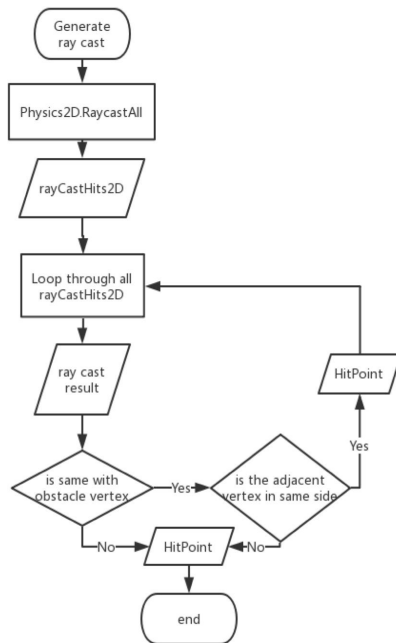 Generate
ray cast
Physics2D.RaycastAll
rayCastHits2D
Loop through all
rayCastHits2D
ray cast
result
HitPoint
Yes
is same with
obstacle vertex
Yes
is the adjacent
vertex in same side
No
HitPoint
No
end